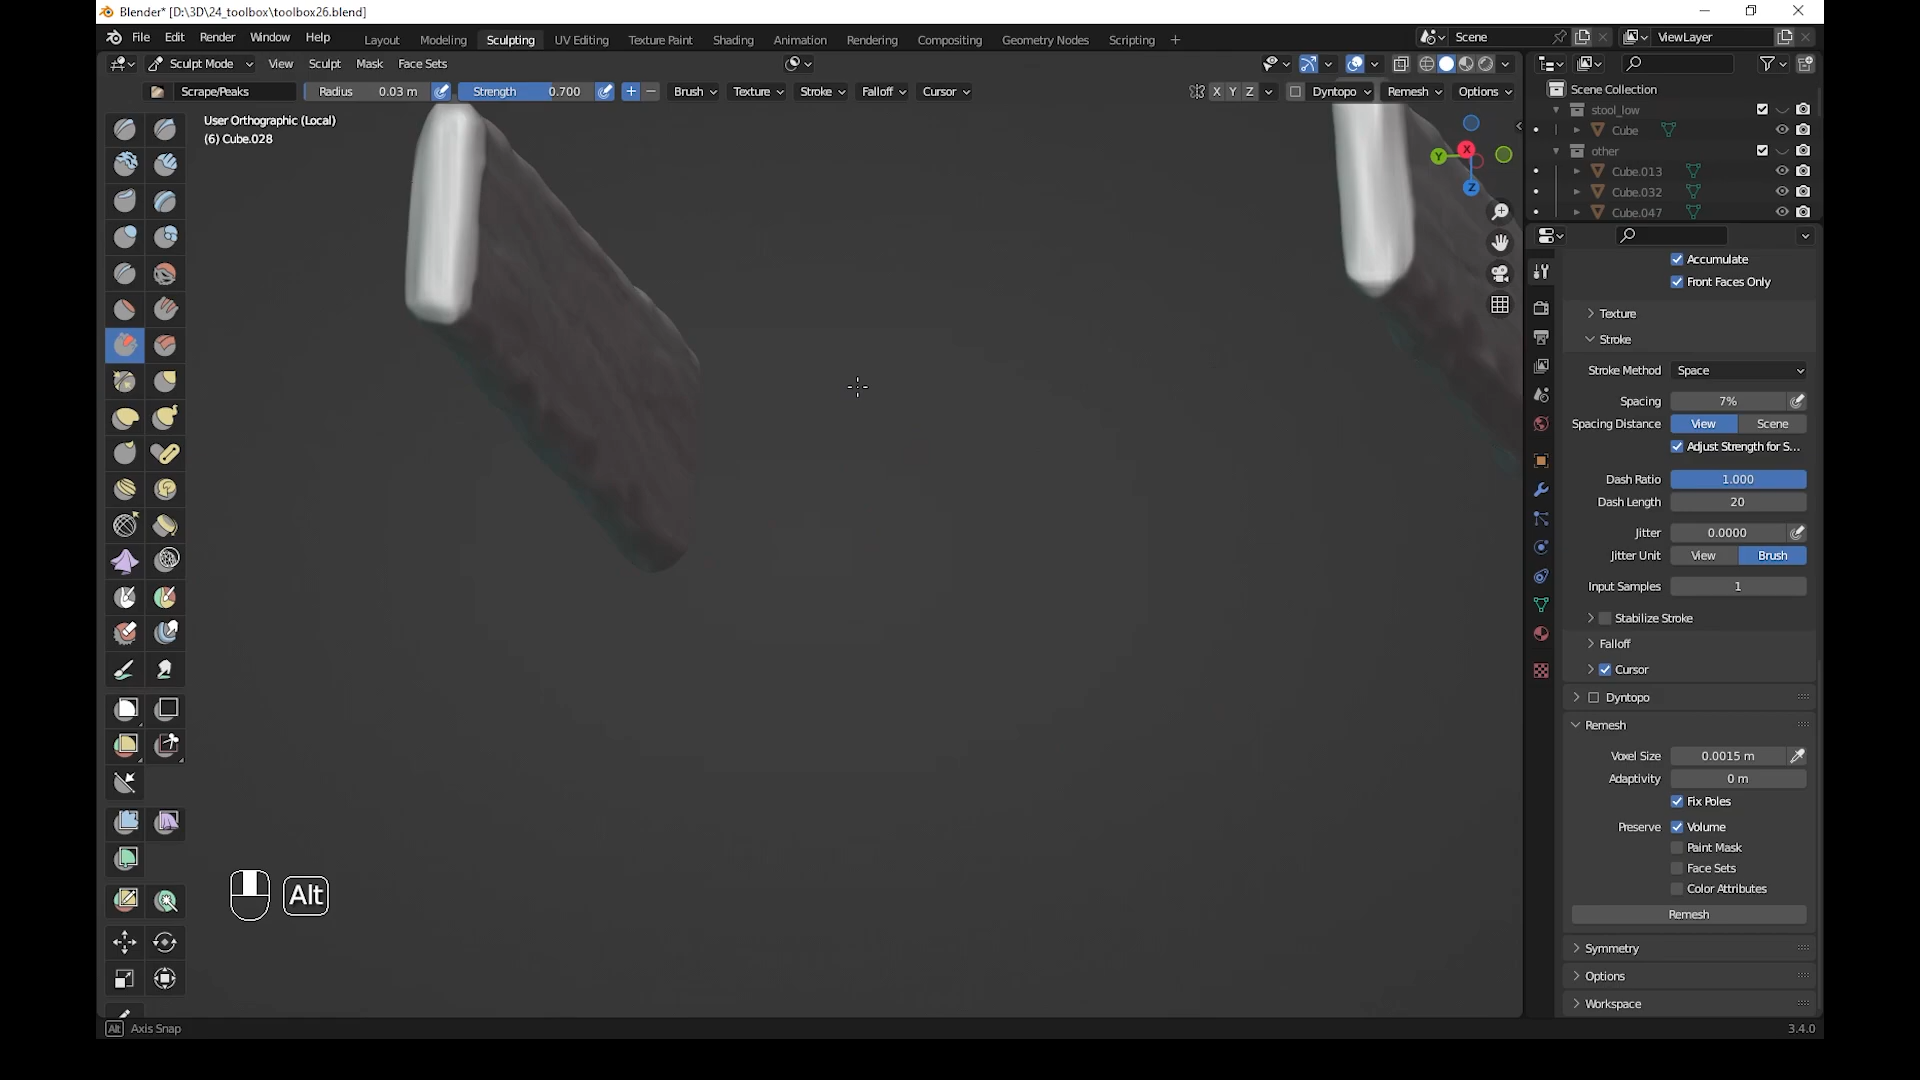 Blender* [D:\3D\24_toolbox\toolbox26.blend]
File Edit Render Window Help Layout Modeling Sculpting UV Editing Texture Paint Shading Animation Rendering Compositing Geometry Nodes Scripting + Scene ViewLayer
Sculpt Mode View Sculpt Mask Face Sets
Scrape/Peaks Radius 0.03 m Strength 0.700 Brush Texture Stroke Falloff Cursor X Y Z Dyntopo Remesh Options
Scene Collection
stool_low
Cube
other
Cube.013
Cube.032
Cube.047
User Orthographic (Local)
(6) Cube.028
X
Y
Z
Accumulate
Front Faces Only
Texture
Stroke
Stroke Method Space
Spacing 7%
Spacing Distance View Scene
Adjust Strength for S...
Dash Ratio 1.000
Dash Length 20
Jitter 0.0000
Jitter Unit View Brush
Input Samples 1
Stabilize Stroke
Falloff
Cursor
Dyntopo
Remesh
Voxel Size 0.0015 m
Adaptivity 0 m
Fix Poles
Preserve Volume
Paint Mask
Face Sets
Color Attributes
Remesh
Symmetry
Options
Workspace
Alt
Alt Axis Snap
3.4.0